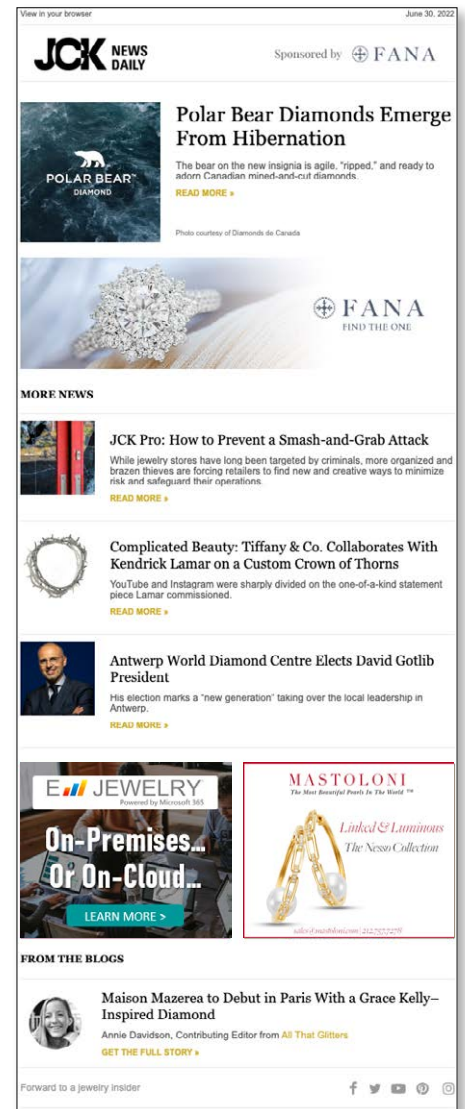 View in your browser
June 30, 2022
JCK NEWS DAILY
Sponsored by FANA
POLAR BEAR™
DIAMOND
Polar Bear Diamonds Emerge
From Hibernation
The bear on the new insignia is agile, "ripped," and ready to
adorn Canadian mined-and-cut diamonds.
READ MORE »
Photo courtesy of Diamonds de Canada
FANA
FIND THE ONE
MORE NEWS
JCK Pro: How to Prevent a Smash-and-Grab Attack
While jewelry stores have long been targeted by criminals, more organized and
brazen thieves are forcing retailers to find new and creative ways to minimize
risk and safeguard their operations.
READ MORE »
Complicated Beauty: Tiffany & Co. Collaborates With
Kendrick Lamar on a Custom Crown of Thorns
YouTube and Instagram were sharply divided on the one-of-a-kind statement
piece Lamar commissioned.
READ MORE »
Antwerp World Diamond Centre Elects David Gotlib
President
His election marks a "new generation" taking over the local leadership in
Antwerp.
READ MORE »
E JEWELRY
Powered by Microsoft 365
On-Premises...
Or On-Cloud...
LEARN MORE >
MASTOLONI
The Most Beautiful Pearls In The World ™
Linked & Luminous
The Nesso Collection
sales@mastoloni.com | 212.757.7278
FROM THE BLOGS
Maison Mazerea to Debut in Paris With a Grace Kelly–
Inspired Diamond
Annie Davidson, Contributing Editor from All That Glitters
GET THE FULL STORY »
Forward to a jewelry insider